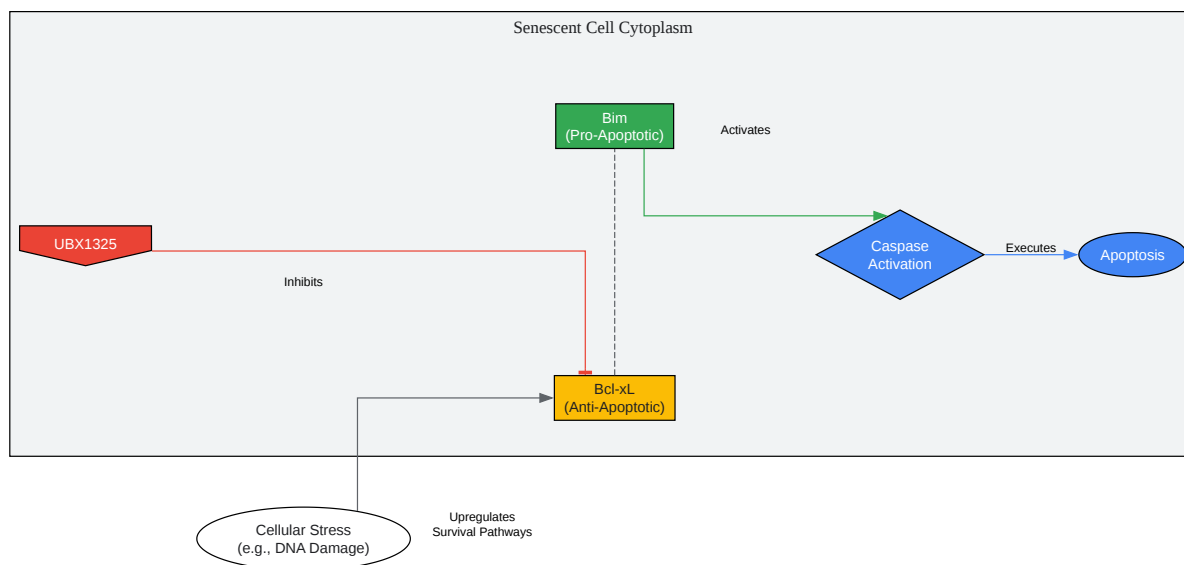 Senescent Cell Cytoplasm
Bim
(Pro-Apoptotic)
Activates
UBX1325
Inhibits
Caspase
Activation
Executes
Apoptosis
Bcl-xL
(Anti-Apoptotic)
Cellular Stress
(e.g., DNA Damage)
Upregulates
Survival Pathways